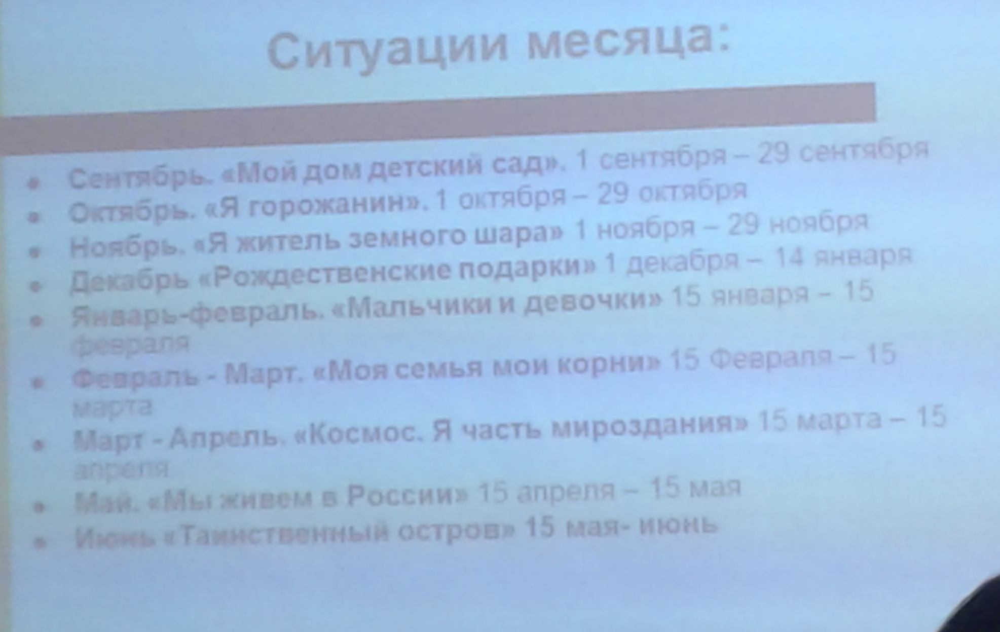 Ситуации месяца:
• Сентябрь. «Мой дом детский сад». 1 сентября – 29 сентября
• Октябрь. «Я горожанин». 1 октября – 29 октября
• Ноябрь. «Я житель земного шара» 1 ноября – 29 ноября
• Декабрь «Рождественские подарки» 1 декабря – 14 января
• Январь-февраль. «Мальчики и девочки» 15 января – 15
февраля
• Февраль - Март. «Моя семья мои корни» 15 Февраля – 15
марта
• Март - Апрель. «Космос. Я часть мироздания» 15 марта – 15
апреля
• Май. «Мы живем в России» 15 апреля – 15 мая
• Июнь «Таинственный остров» 15 мая- июнь